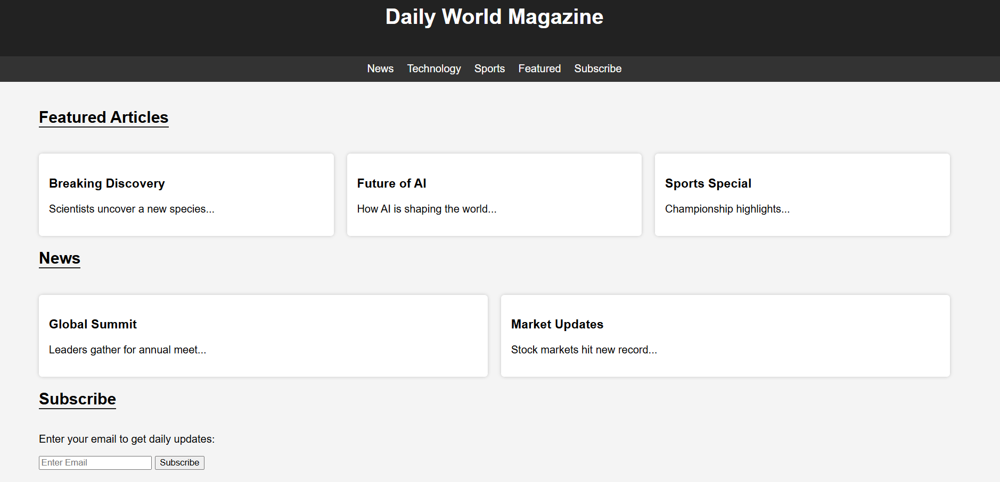 Daily World Magazine
News Technology Sports Featured Subscribe
Featured Articles
Breaking Discovery
Scientists uncover a new species...
Future of AI
How AI is shaping the world...
Sports Special
Championship highlights...
News
Global Summit
Leaders gather for annual meet...
Market Updates
Stock markets hit new record...
Subscribe
Enter your email to get daily updates:
Enter Email Subscribe